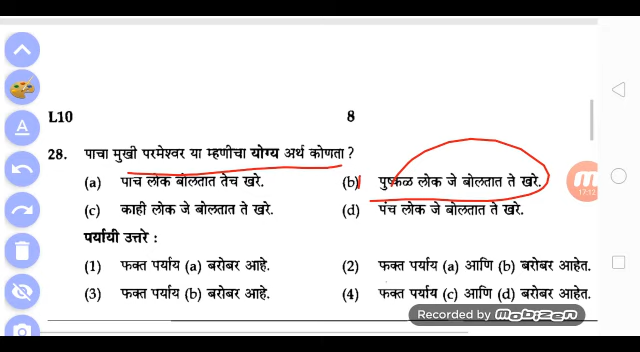 L10 8
28. पाचा मुखी परमेश्वर या म्हणीचा योग्य अर्थ कोणता ?
(a) पाच लोक बोलतात तेच खरे. (b) पुष्कळ लोक जे बोलतात ते खरे.
(c) काही लोक जे बोलतात ते खरे. (d) पंच लोक जे बोलतात ते खरे.
पर्यायी उत्तरे :
(1) फक्त पर्याय (a) बरोबर आहे. (2) फक्त पर्याय (a) आणि (b) बरोबर आहेत.
(3) फक्त पर्याय (b) बरोबर आहे. (4) फक्त पर्याय (c) आणि (d) बरोबर आहेत.
A
M
17:12
Recorded by
MOBIZEN